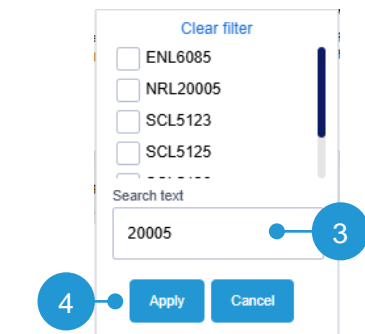 Clear filter
ENL6085
NRL20005
SCL5123
SCL5125
Search text
20005
3
4
Apply
Cancel